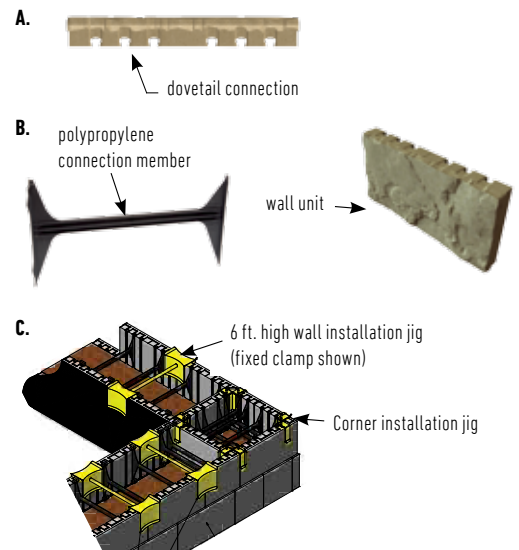 A.
dovetail connection
B.
polypropylene
connection member
wall unit
C.
6 ft. high wall installation jig
(fixed clamp shown)
Corner installation jig